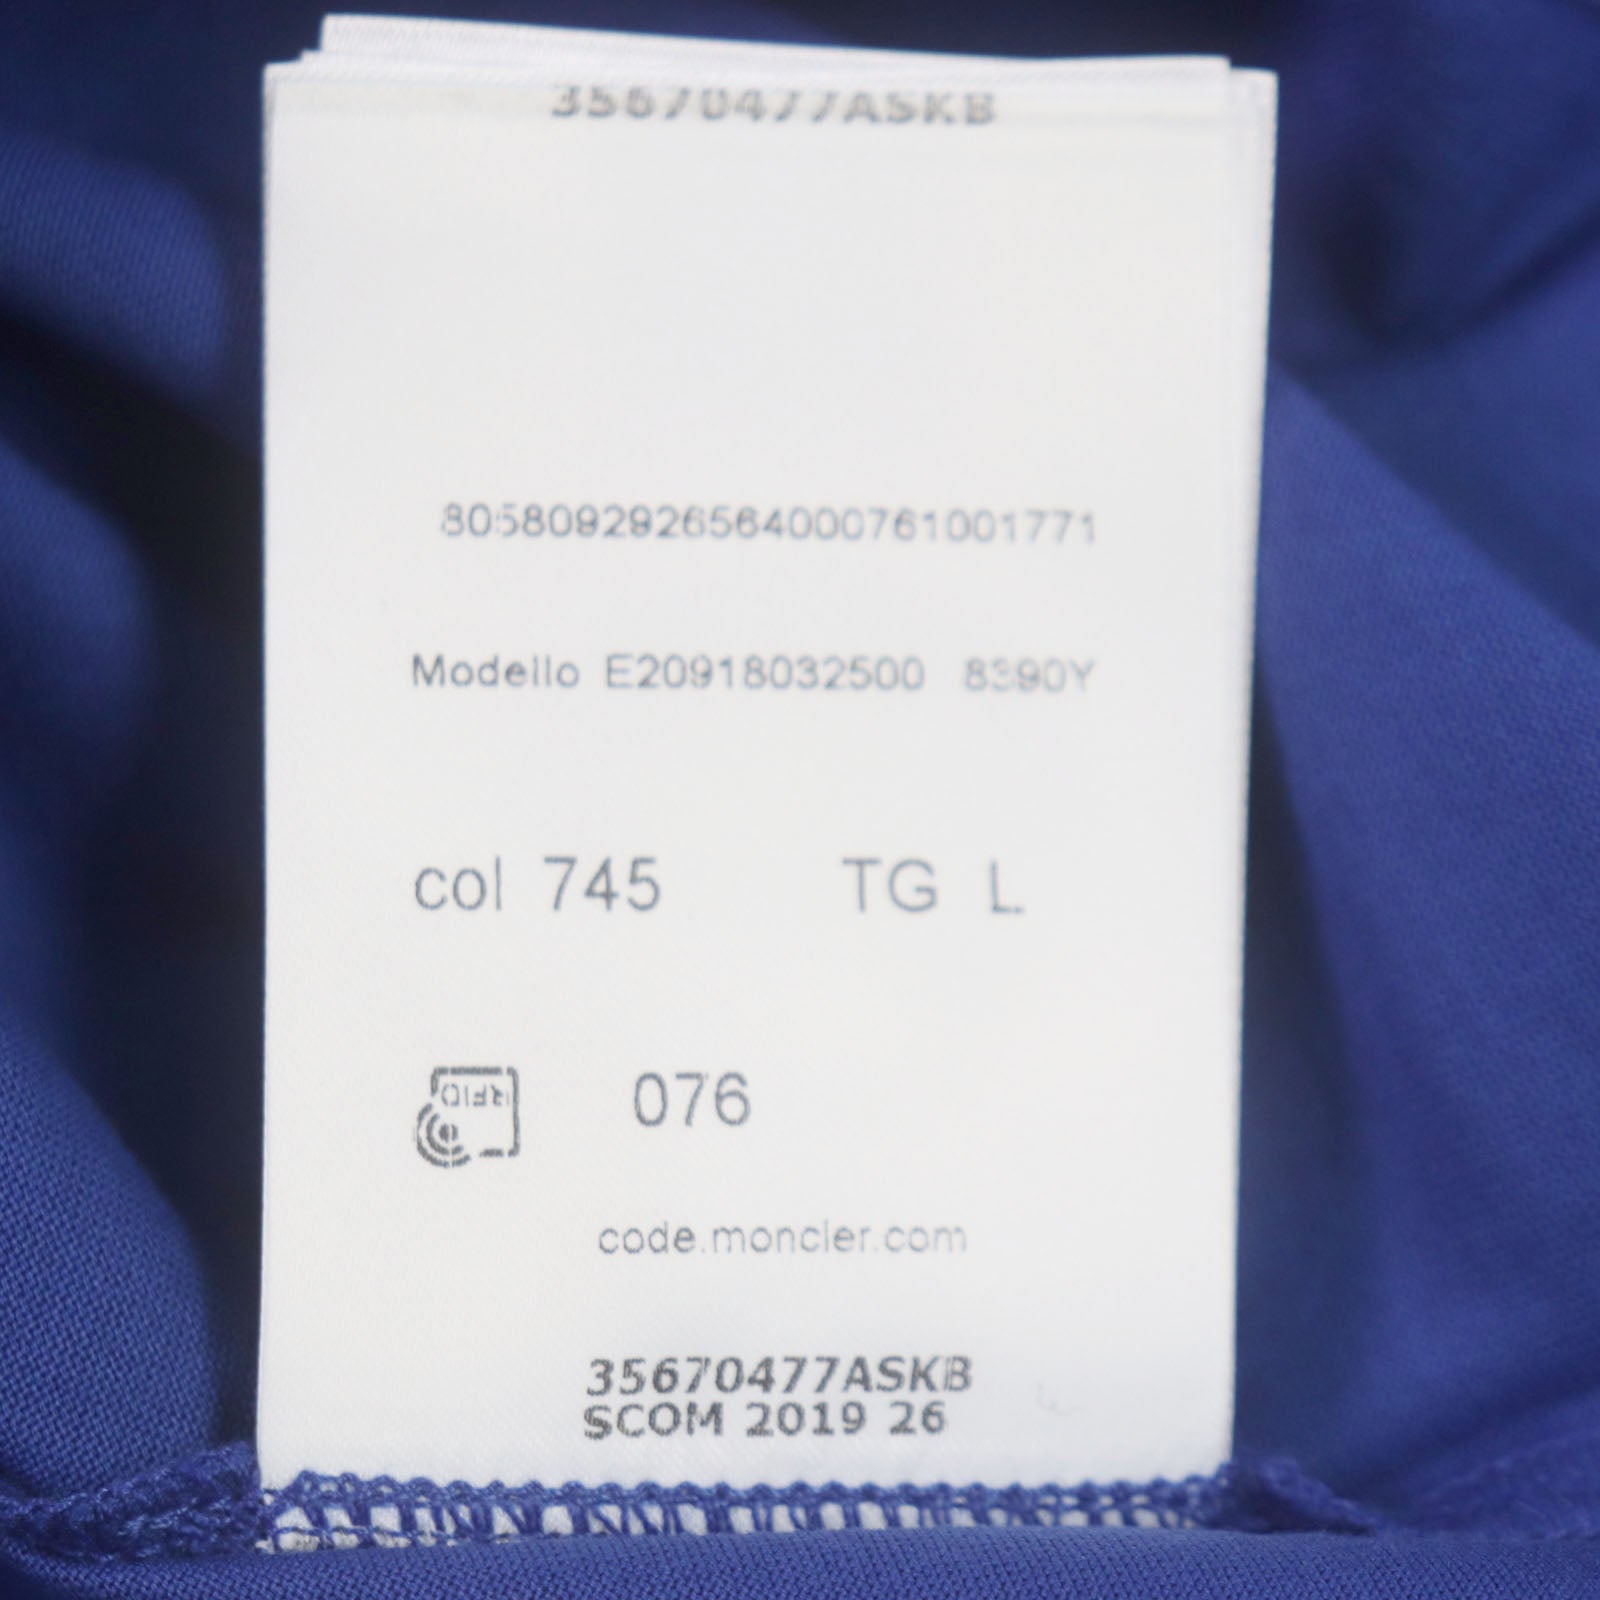 35670477ASKB
8058092926564000761001771
Modello E20918032500 8390Y
col 745 TG L
RFID 076
code.moncler.com
35670477ASKB
SCOM 2019 26